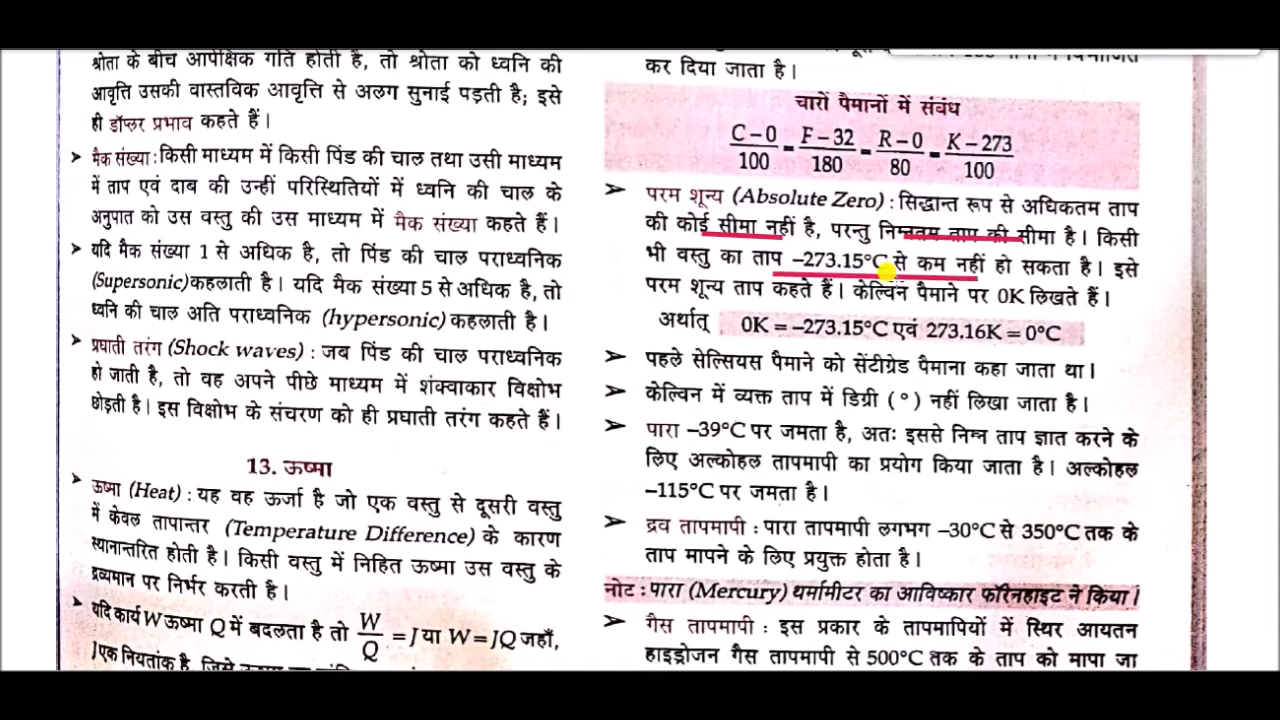 श्रोता के बीच आपेक्षिक गति होती है, तो श्रोता को ध्वनि की
आवृत्ति उसकी वास्तविक आवृत्ति से अलग सुनाई पड़ती है; इसे
ही डॉप्लर प्रभाव कहते हैं।
➤ मैक संख्या: किसी माध्यम में किसी पिंड की चाल तथा उसी माध्यम
में ताप एवं दाब की उन्हीं परिस्थितियों में ध्वनि की चाल के
अनुपात को उस वस्तु की उस माध्यम में मैक संख्या कहते हैं।
➤ यदि मैक संख्या 1 से अधिक है, तो पिंड की चाल पराध्वनिक
(Supersonic) कहलाती है। यदि मैक संख्या 5 से अधिक है, तो
ध्वनि की चाल अति पराध्वनिक (hypersonic) कहलाती है।
➤ प्रघाती तरंग (Shock waves) : जब पिंड की चाल पराध्वनिक
हो जाती है, तो वह अपने पीछे माध्यम में शंक्वाकार विक्षोभ
छोड़ती है। इस विक्षोभ के संचरण को ही प्रघाती तरंग कहते हैं।
13. ऊष्मा
➤ ऊष्मा (Heat) : यह वह ऊर्जा है जो एक वस्तु से दूसरी वस्तु
में केवल तापान्तर (Temperature Difference) के कारण
स्थानान्तरित होती है। किसी वस्तु में निहित ऊष्मा उस वस्तु के
द्रव्यमान पर निर्भर करती है।
➤ यदि कार्य W ऊष्मा Q में बदलता है तो W/Q = J या W = JQ जहाँ,
J एक नियतांक है, जिसे
कर दिया जाता है।
चारों पैमानों में संबंध
C – 0/100 = F – 32/180 = R – 0/80 = K – 273/100
➤ परम शून्य (Absolute Zero) : सिद्धान्त रूप से अधिकतम ताप
की कोई सीमा नहीं है, परन्तु निम्नतम ताप की सीमा है। किसी
भी वस्तु का ताप –273.15°C से कम नहीं हो सकता है। इसे
परम शून्य ताप कहते हैं। केल्विन पैमाने पर 0K लिखते हैं।
अर्थात् 0K = –273.15°C एवं 273.16K = 0°C
➤ पहले सेल्सियस पैमाने को सेंटीग्रेड पैमाना कहा जाता था।
➤ केल्विन में व्यक्त ताप में डिग्री ( ° ) नहीं लिखा जाता है।
➤ पारा –39°C पर जमता है, अतः इससे निम्न ताप ज्ञात करने के
लिए अल्कोहल तापमापी का प्रयोग किया जाता है। अल्कोहल
–115°C पर जमता है।
➤ द्रव तापमापी : पारा तापमापी लगभग –30°C से 350°C तक के
ताप मापने के लिए प्रयुक्त होता है।
नोट : पारा (Mercury) थर्मामीटर का आविष्कार फॉरेनहाइट ने किया।
➤ गैस तापमापी : इस प्रकार के तापमापियों में स्थिर आयतन
हाइड्रोजन गैस तापमापी से 500°C तक के ताप को मापा जा